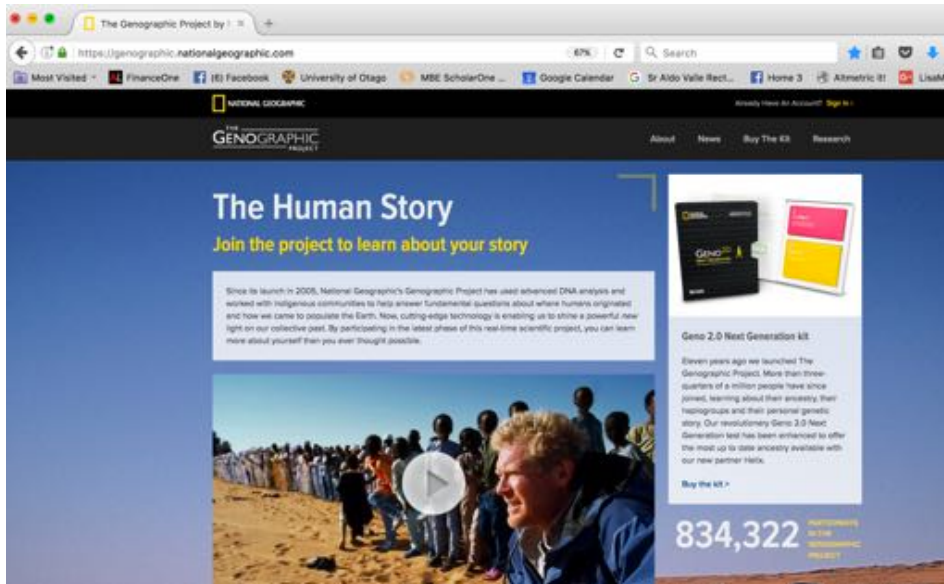 The Genographic Project by
https://genographic.nationalgeographic.com
67%
Search
Most Visited
FinanceOne
(6) Facebook
University of Otago
MBE ScholarOne ...
Google Calendar
Sr Aldo Valle Rect...
Home 3
Altmetric it!
LisaM
NATIONAL GEOGRAPHIC
Already Have An Account? Sign In ›
THE
GENOGRAPHIC
PROJECT
About
News
Buy The Kit
Research
The Human Story
Join the project to learn about your story
Since its launch in 2005, National Geographic's Genographic Project has used advanced DNA analysis and
worked with indigenous communities to help answer fundamental questions about where humans originated
and how we came to populate the Earth. Now, cutting-edge technology is enabling us to shine a powerful new
light on our collective past. By participating in the latest phase of this real-time scientific project, you can learn
more about yourself than you ever thought possible.
GENO
Geno 2.0 Next Generation kit
Eleven years ago we launched The
Genographic Project. More than three-
quarters of a million people have since
joined, learning about their ancestry, their
haplogroups and their personal genetic
story. Our revolutionary Geno 2.0 Next
Generation test has been enhanced to offer
the most up to date ancestry available with
our new partner Helix.
Buy the kit >
834,322
PARTICIPANTS
IN THE
GENOGRAPHIC
PROJECT